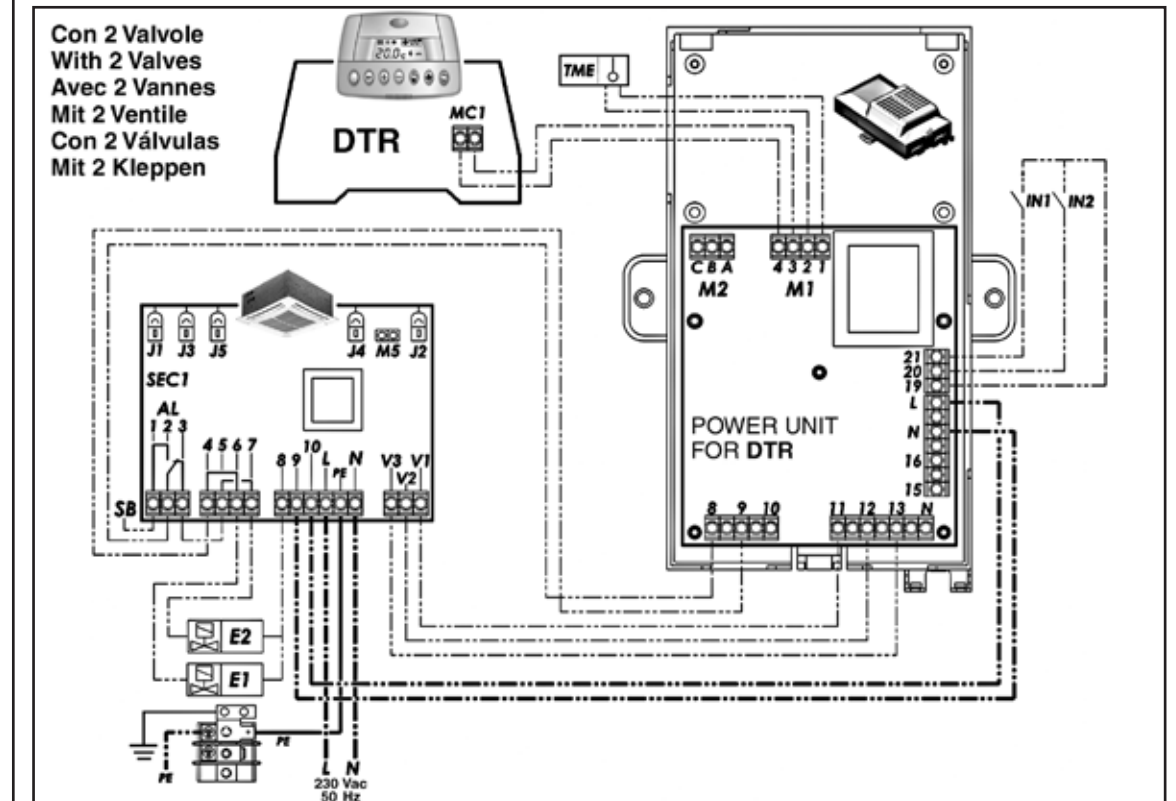 Con 2 Valvole
With 2 Valves
Avec 2 Vannes
Mit 2 Ventile
Con 2 Válvulas
Mit 2 Kleppen
20.0c
DTR
MC1
TME
IN1 IN2
C B A
M2
4 3 2 1
M1
21
20
19
L
N
16
15
POWER UNIT
FOR DTR
8 9 10
11 12 13 N
J1 J3 J5 J4 M5 J2
SEC1
AL
1 2 3
4 5 6 7
8 9 10 L PE N
V3 V2 V1
SB
E2
E1
PE
PE
L N
230 Vac
50 Hz